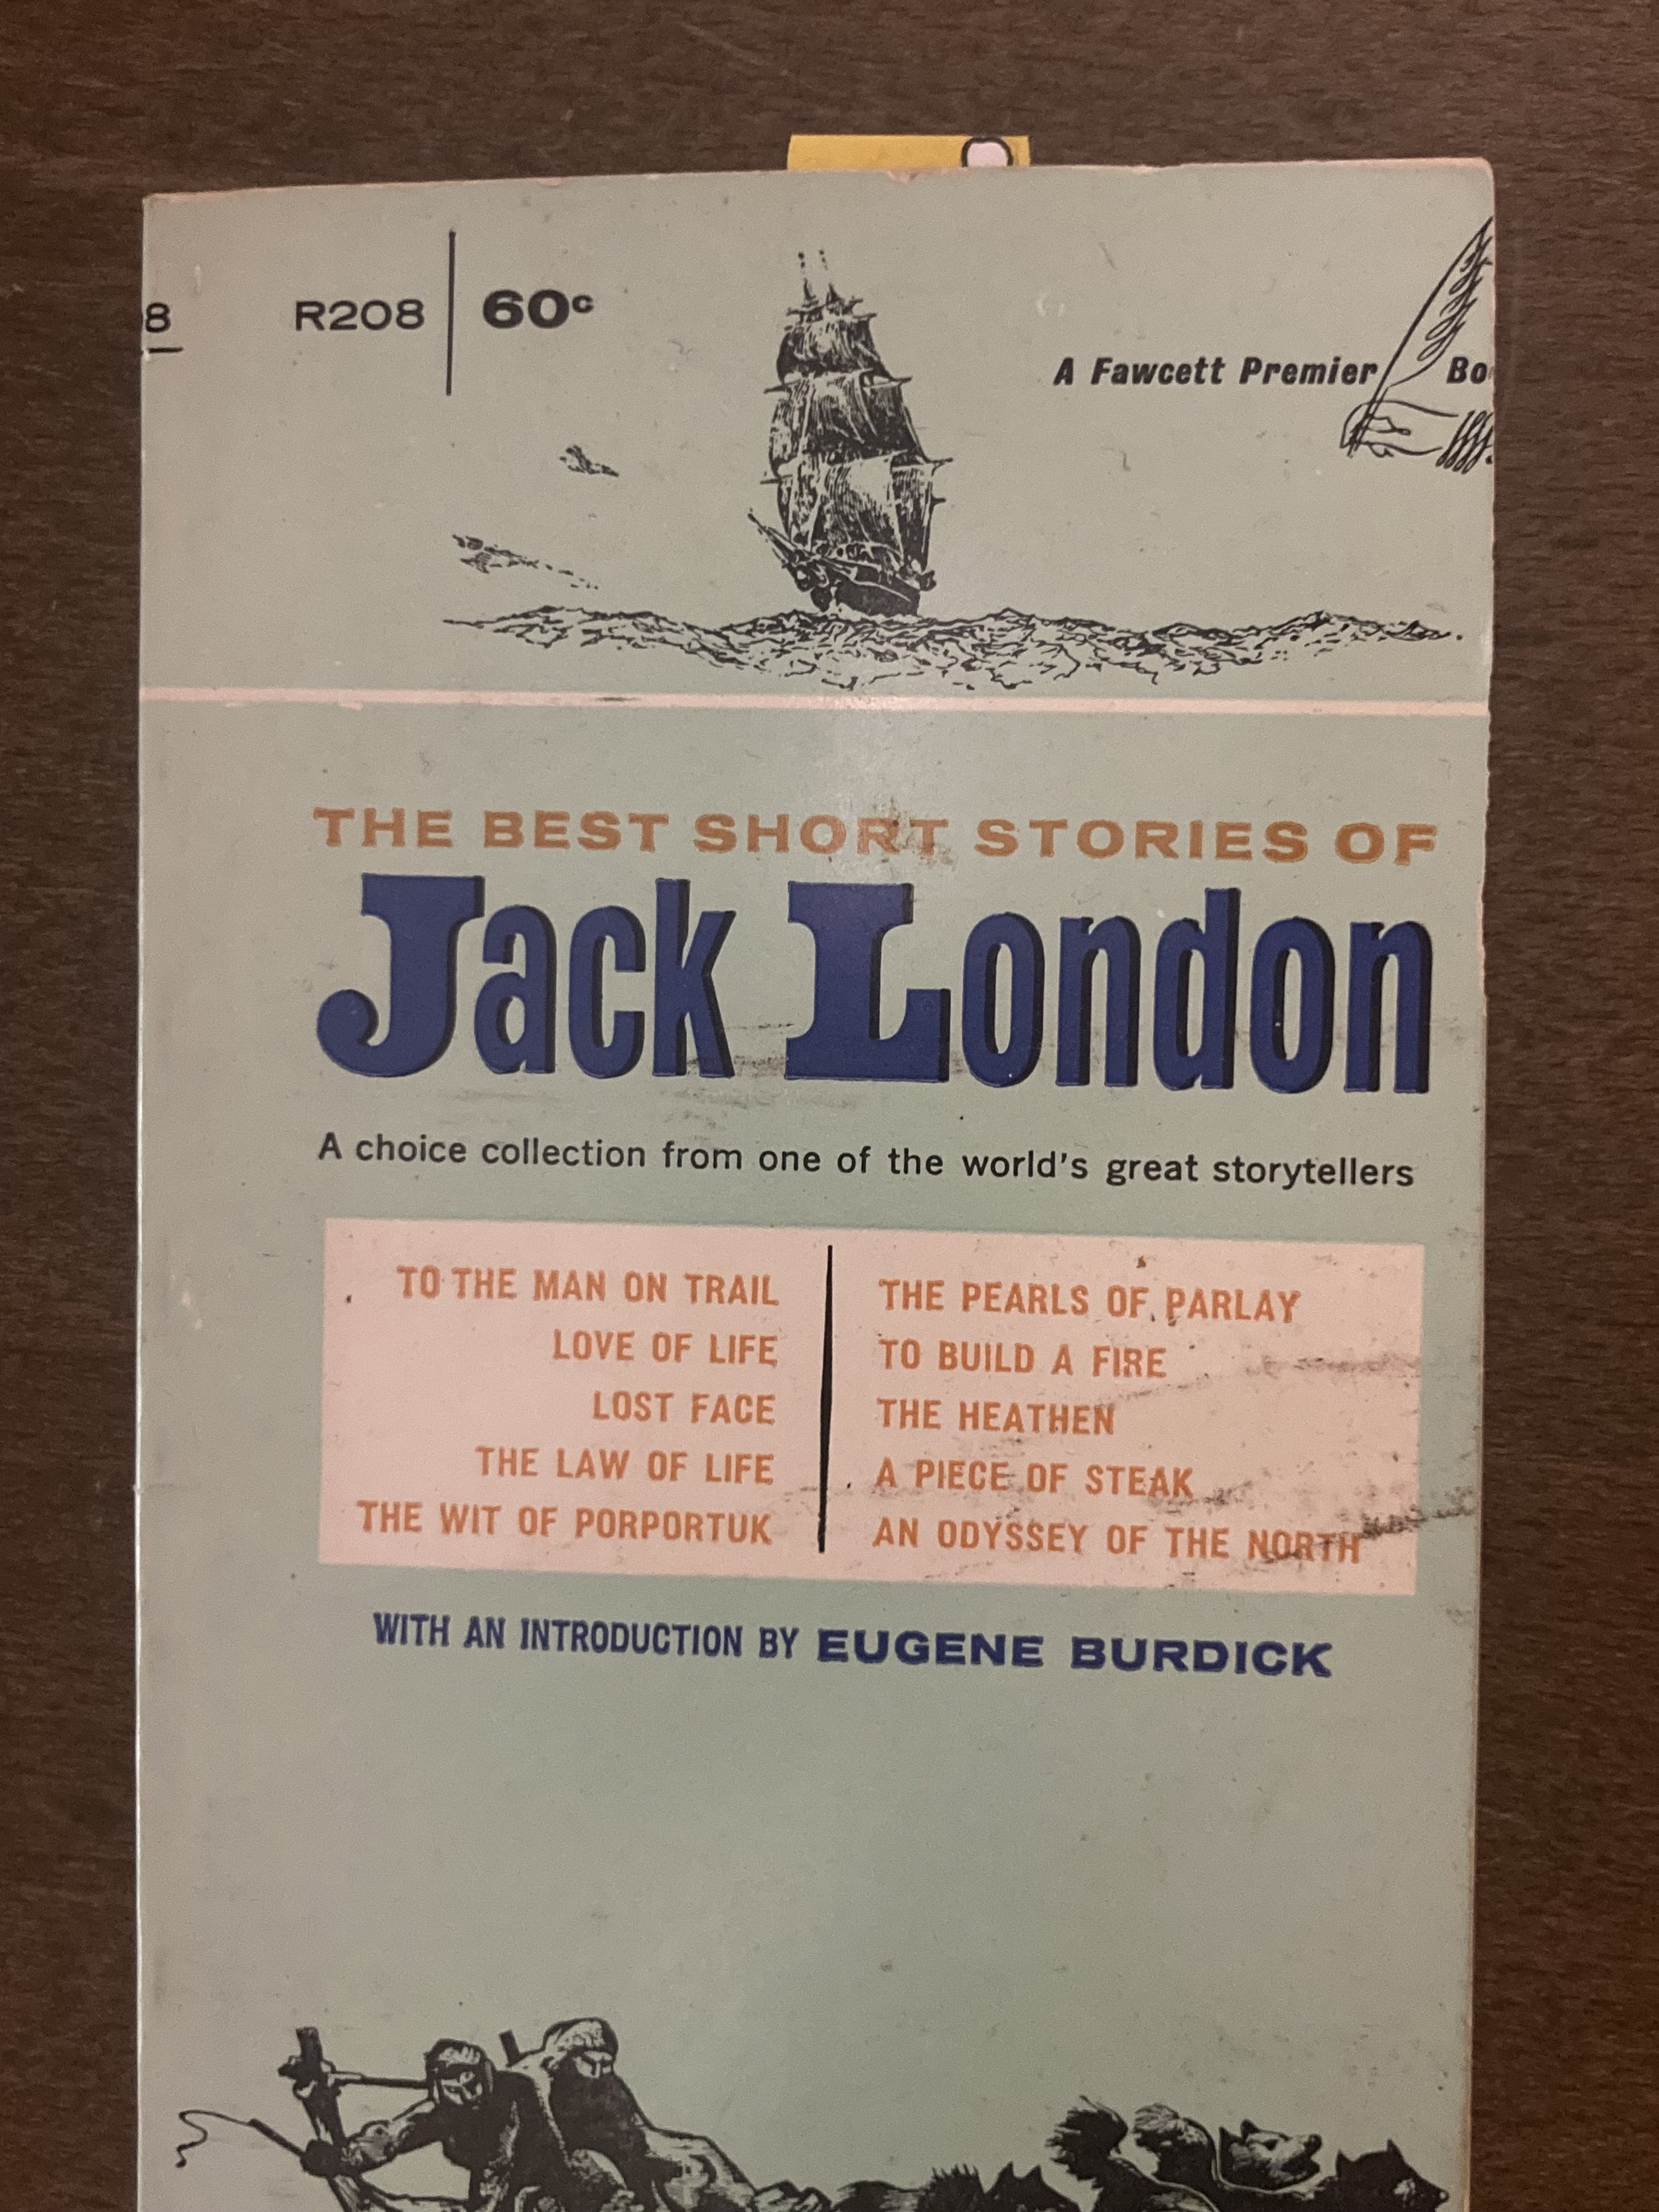 8
R208 60c
A Fawcett Premier Bo
THE BEST SHORT STORIES OF
Jack London
A choice collection from one of the world's great storytellers
TO THE MAN ON TRAIL
LOVE OF LIFE
LOST FACE
THE LAW OF LIFE
THE WIT OF PORPORTUK
THE PEARLS OF PARLAY
TO BUILD A FIRE
THE HEATHEN
A PIECE OF STEAK
AN ODYSSEY OF THE NORTH
WITH AN INTRODUCTION BY EUGENE BURDICK